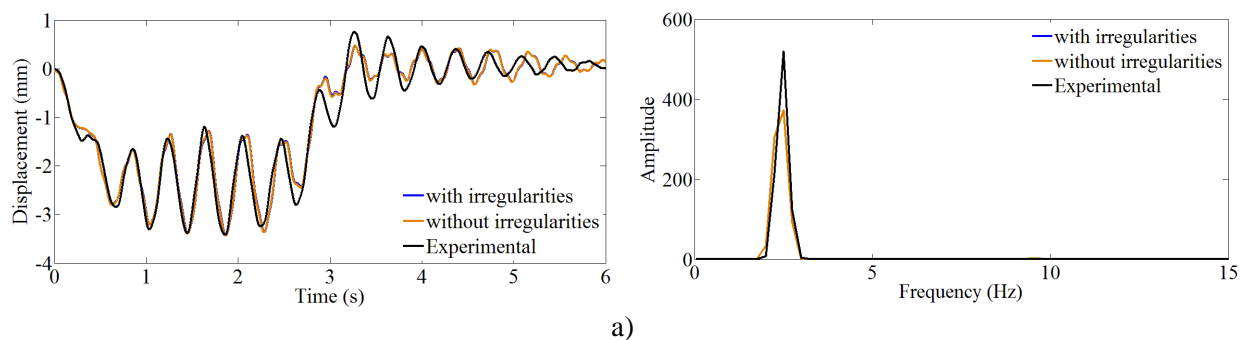 1
0
-1
-2
-3
-4
Displacement (mm)
0
1
2
3
4
5
6
Time (s)
with irregularities
without irregularities
Experimental
600
400
200
0
Amplitude
0
5
10
15
Frequency (Hz)
with irregularities
without irregularities
Experimental
a)